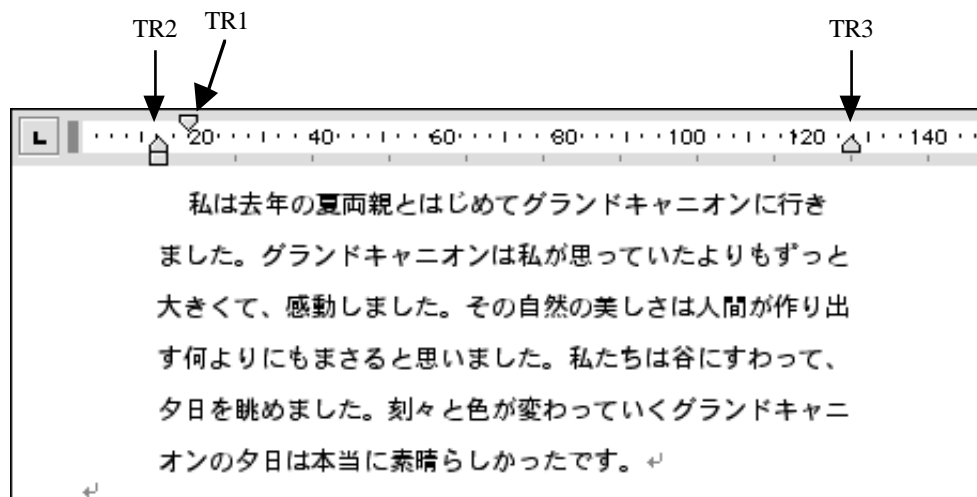 TR2 TR1 TR3
L 20 40 60 80 100 120 140
私は去年の夏両親とはじめてグランドキャニオンに行き
ました。グランドキャニオンは私が思っていたよりもずっと
大きくて、感動しました。その自然の美しさは人間が作り出
す何よりにもまさると思いました。私たちは谷にすわって、
夕日を眺めました。刻々と色が変わっていくグランドキャニ
オンの夕日は本当に素晴らしかったです。